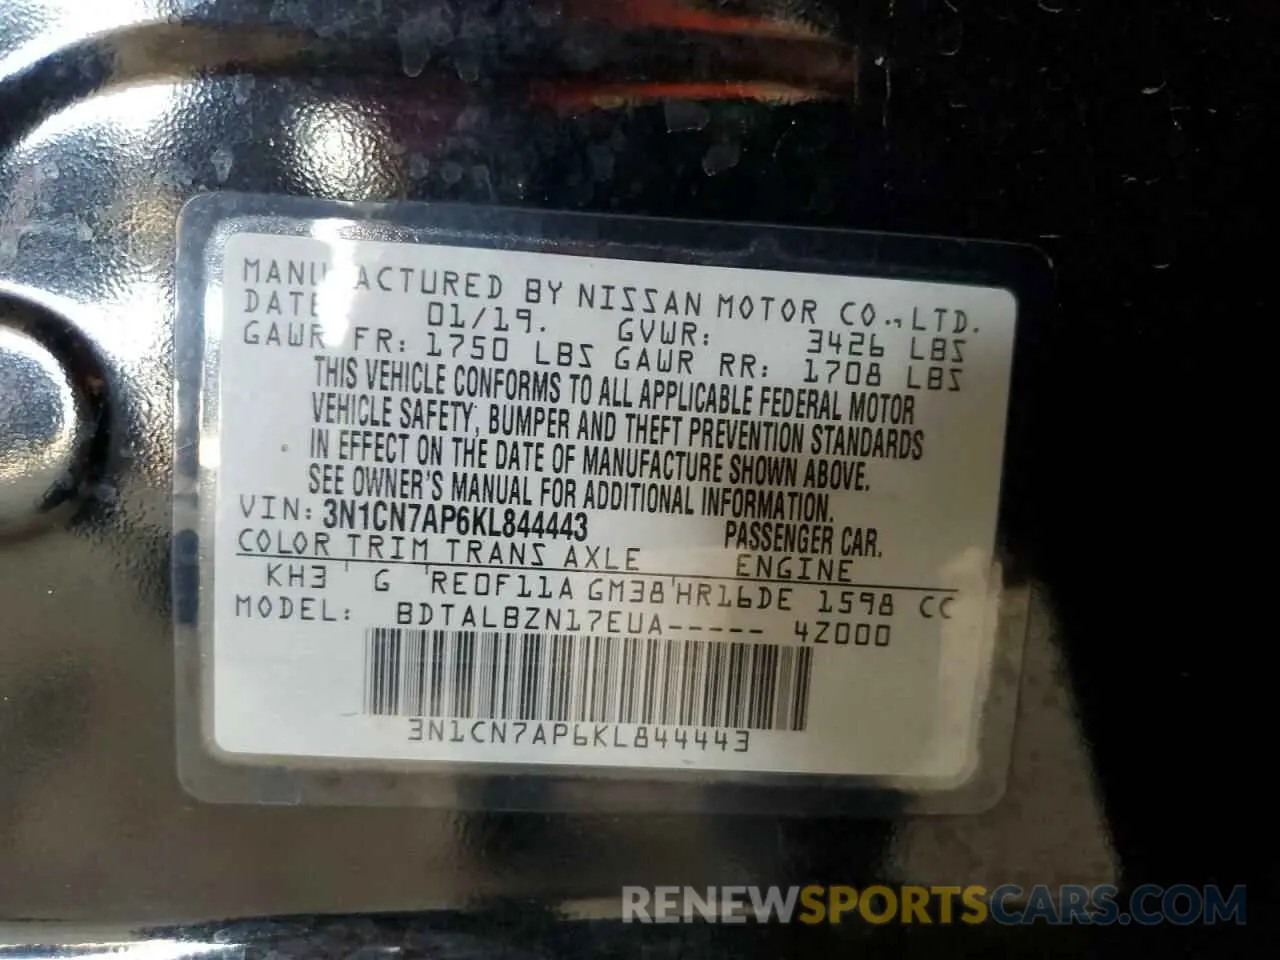 MANUFACTURED BY NISSAN MOTOR CO.,LTD.
DATE 01/19. GVWR: 3426 LBS
GAWR FR: 1750 LBS GAWR RR: 1708 LBS
THIS VEHICLE CONFORMS TO ALL APPLICABLE FEDERAL MOTOR
VEHICLE SAFETY, BUMPER AND THEFT PREVENTION STANDARDS
IN EFFECT ON THE DATE OF MANUFACTURE SHOWN ABOVE.
SEE OWNER'S MANUAL FOR ADDITIONAL INFORMATION.
VIN: 3N1CN7AP6KL844443 PASSENGER CAR.
COLOR TRIM TRANS AXLE ENGINE
KH3 ' G 'RE0F11A GM38'HR16DE 1598 CC
MODEL: BDTALBZN17EUA----- 4Z000
3N1CN7AP6KL844443
RENEWSPORTSCARS.COM